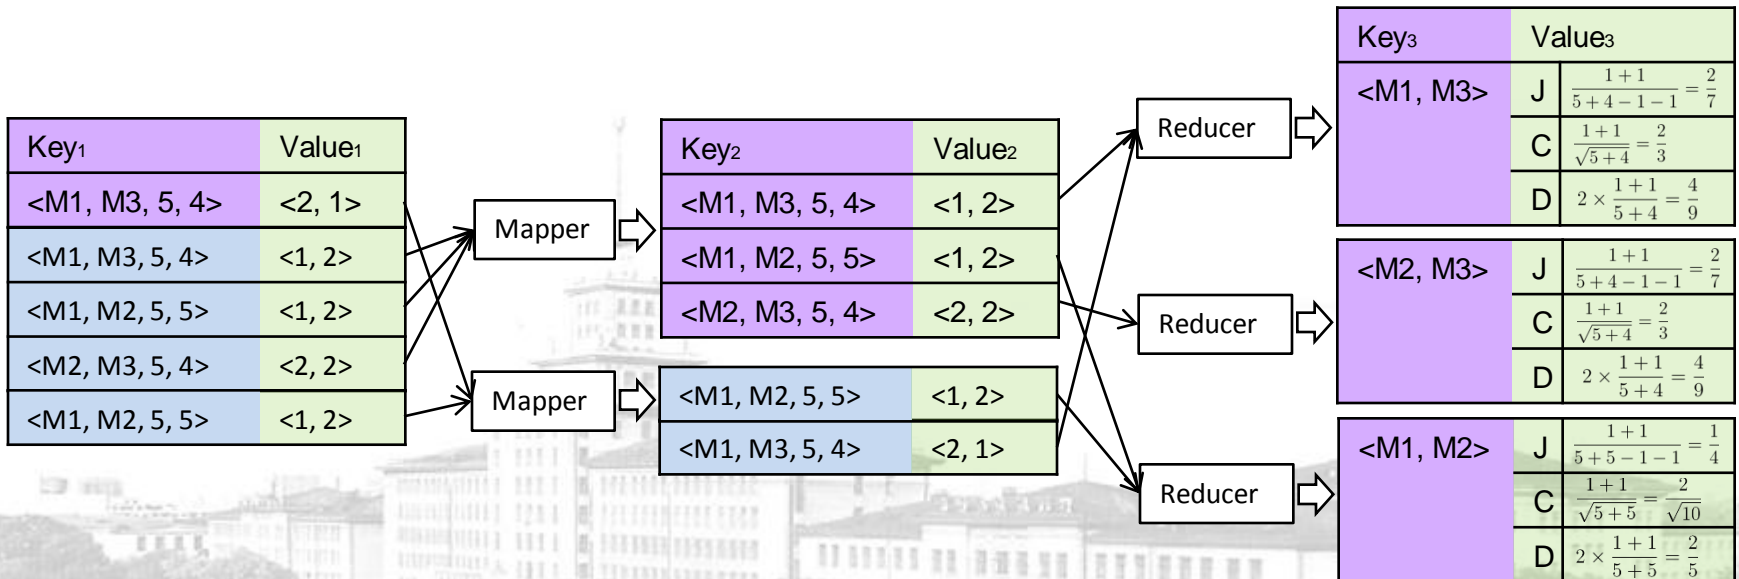 Key1 Value1
<M1, M3, 5, 4> <2, 1>
<M1, M3, 5, 4> <1, 2>
<M1, M2, 5, 5> <1, 2>
<M2, M3, 5, 4> <2, 2>
<M1, M2, 5, 5> <1, 2>
Mapper
Mapper
Key2 Value2
<M1, M3, 5, 4> <1, 2>
<M1, M2, 5, 5> <1, 2>
<M2, M3, 5, 4> <2, 2>
<M1, M2, 5, 5> <1, 2>
<M1, M3, 5, 4> <2, 1>
Reducer
Reducer
Reducer
Key3 Value3
<M1, M3> J (1 + 1)/(5 + 4 − 1 − 1) = 2/7
C (1 + 1)/√(5 + 4) = 2/3
D 2 × (1 + 1)/(5 + 4) = 4/9
<M2, M3> J (1 + 1)/(5 + 4 − 1 − 1) = 2/7
C (1 + 1)/√(5 + 4) = 2/3
D 2 × (1 + 1)/(5 + 4) = 4/9
<M1, M2> J (1 + 1)/(5 + 5 − 1 − 1) = 1/4
C (1 + 1)/√(5 + 5) = 2/√10
D 2 × (1 + 1)/(5 + 5) = 2/5